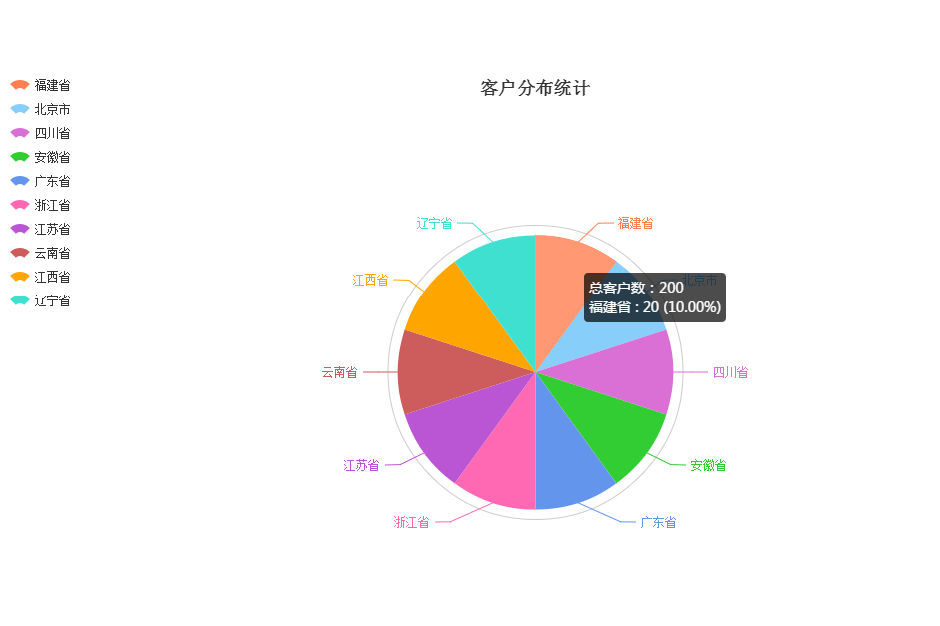 客户分布统计
福建省
北京市
四川省
安徽省
广东省
浙江省
江苏省
云南省
江西省
辽宁省
辽宁省
福建省
江西省
北京市
总客户数 : 200
福建省 : 20 (10.00%)
云南省
四川省
江苏省
安徽省
浙江省
广东省